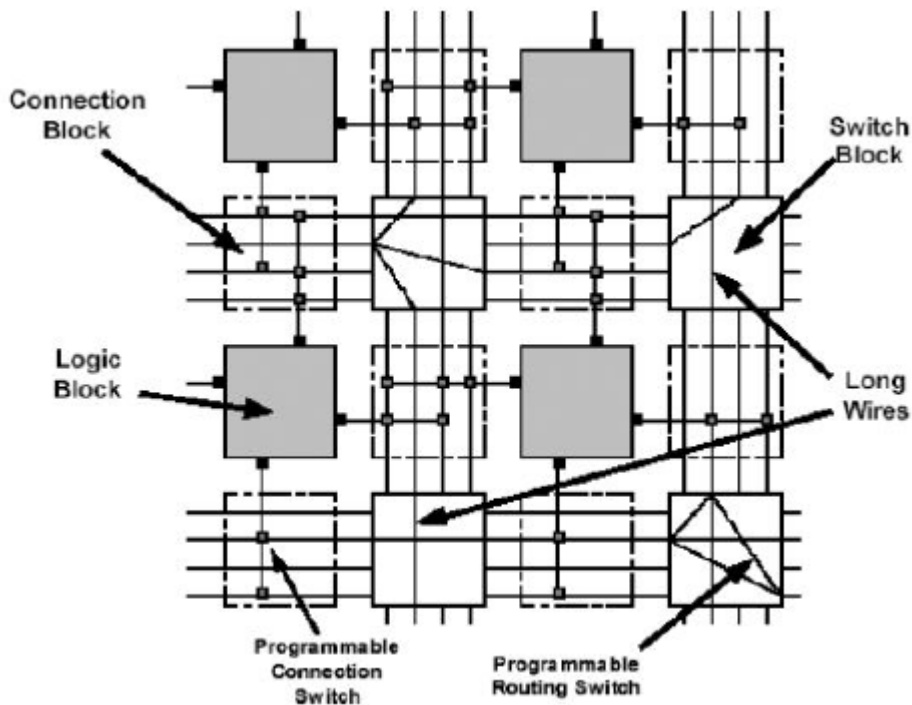 Connection
Block
Switch
Block
Logic
Block
Long
Wires
Programmable
Connection
Switch
Programmable
Routing Switch